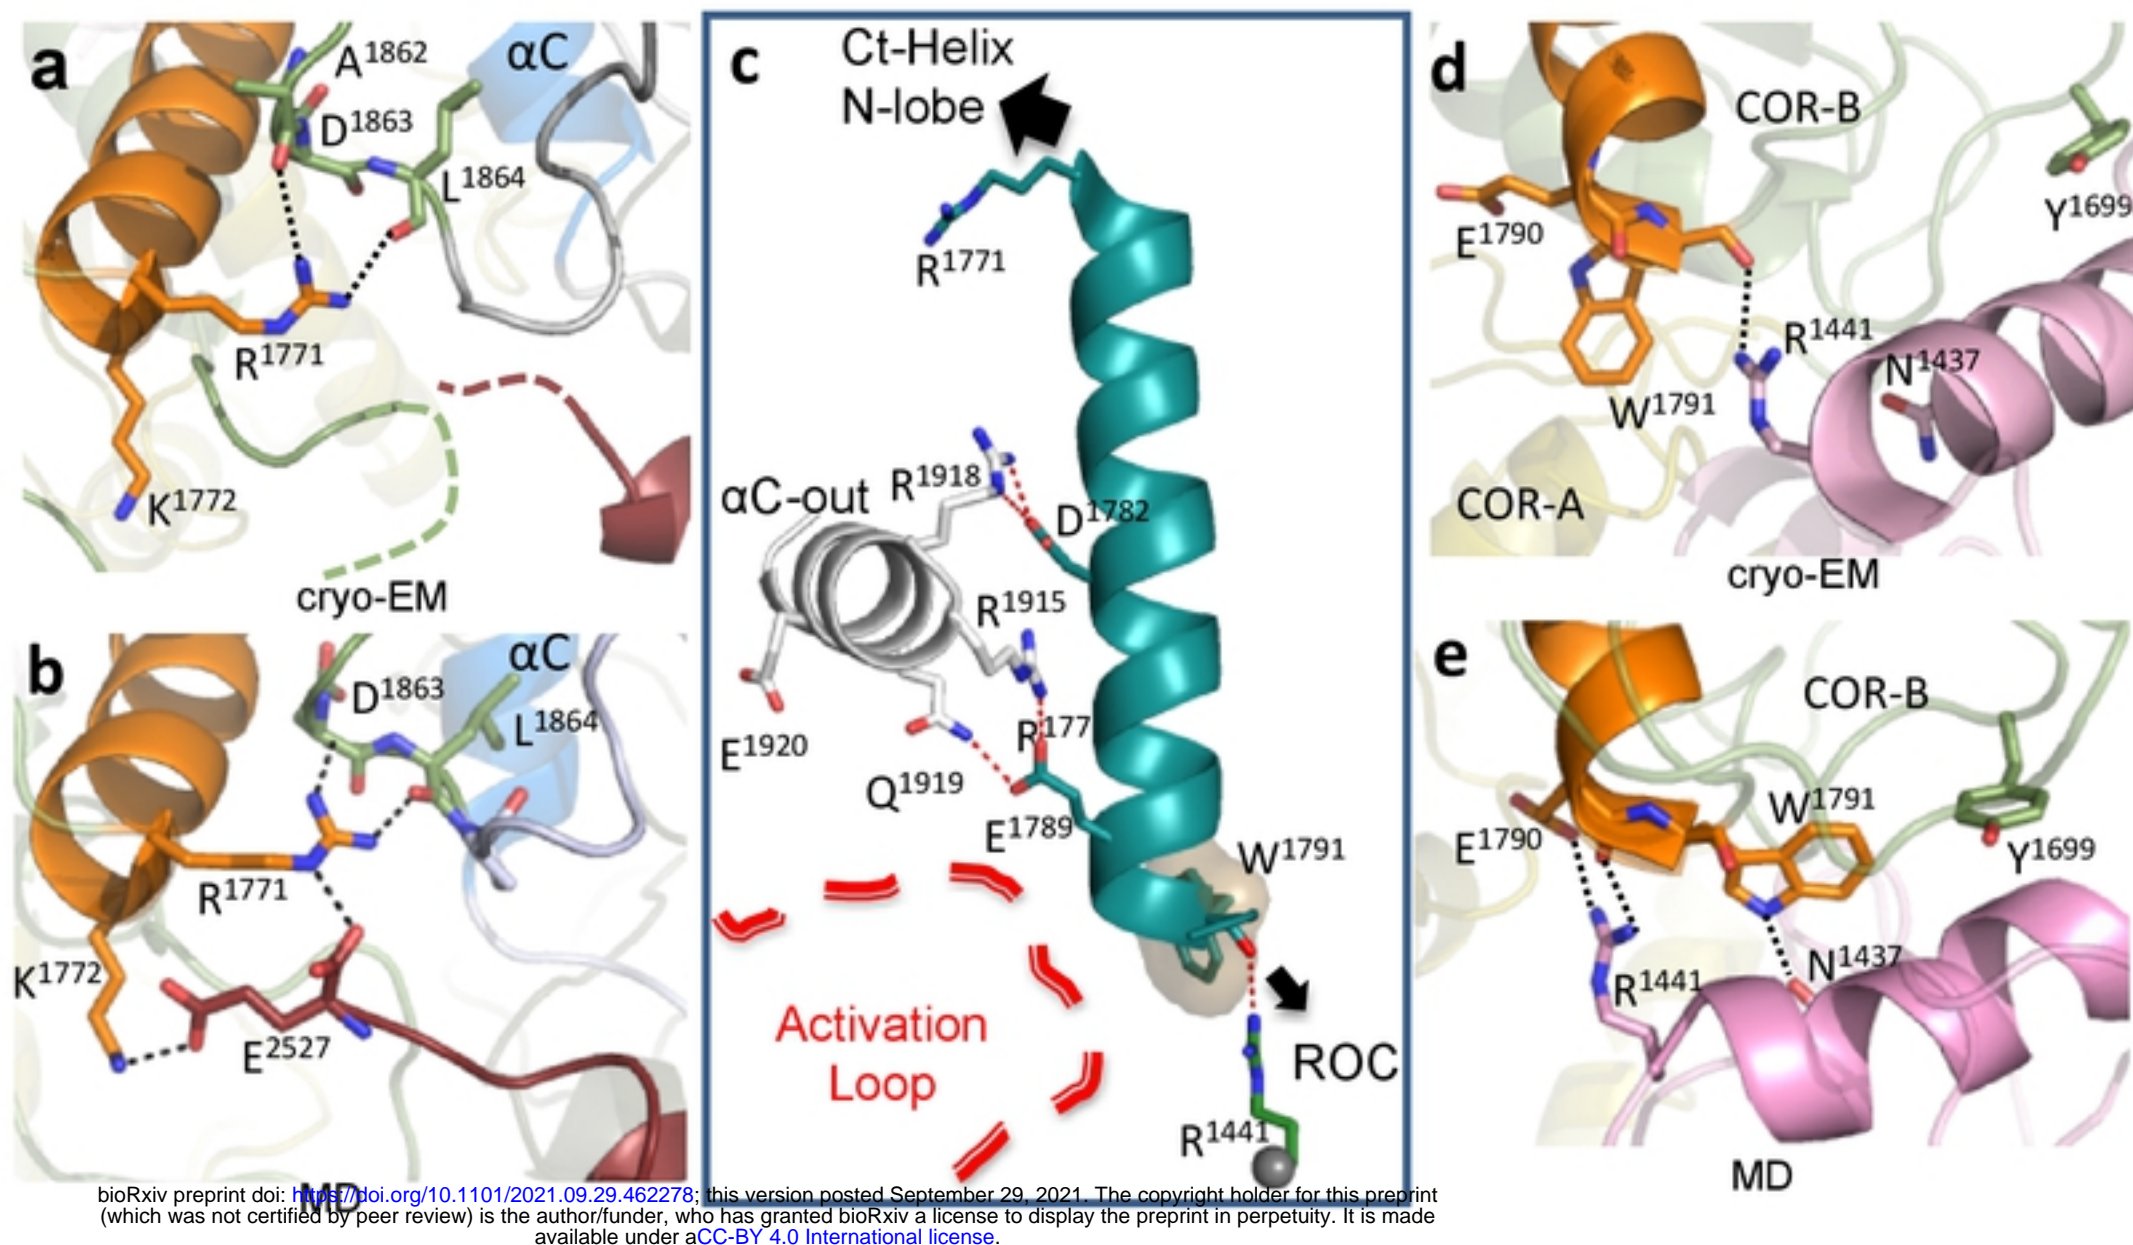 a
A1862
αC
D1863
L1864
R1771
K1772
cryo-EM
b
αC
D1863
L1864
R1771
K1772
E2527
MD
c
Ct-Helix
N-lobe
R1771
αC-out
R1918
D1782
R1915
R177
E1920
Q1919
E1789
W1791
Activation
Loop
ROC
R1441
d
COR-B
Y1699
E1790
R1441
N1437
W1791
COR-A
cryo-EM
e
COR-B
W1791
E1790
Y1699
N1437
R1441
MD
bioRxiv preprint doi: https://doi.org/10.1101/2021.09.29.462278; this version posted September 29, 2021. The copyright holder for this preprint
(which was not certified by peer review) is the author/funder, who has granted bioRxiv a license to display the preprint in perpetuity. It is made
available under aCC-BY 4.0 International license.